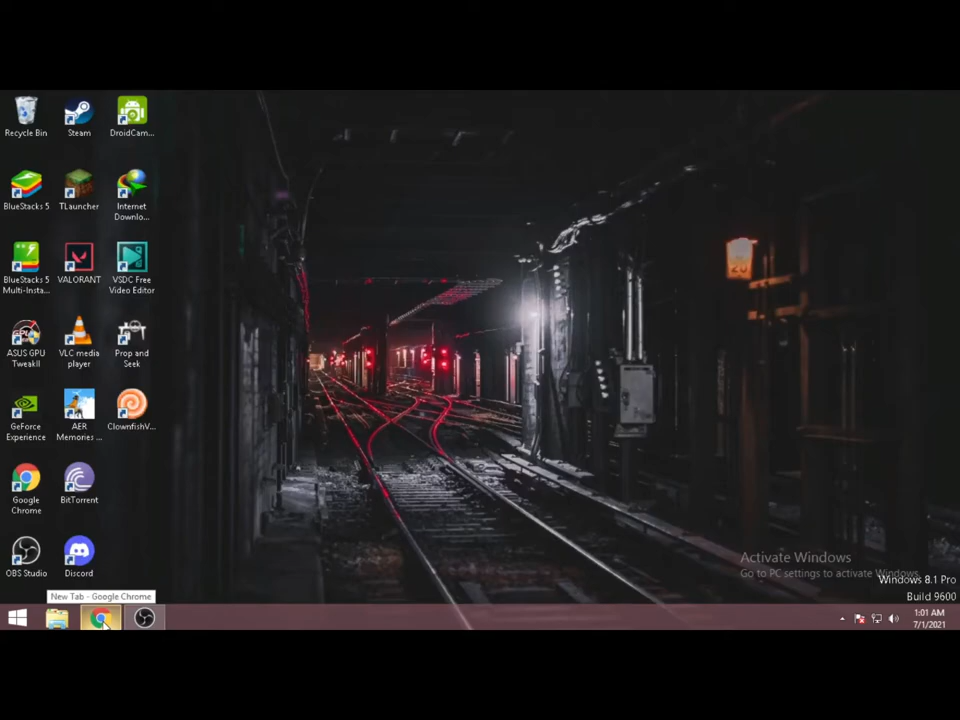 Recycle Bin
Steam
DroidCam...
BlueStacks 5
TLauncher
Internet
Downlo...
BlueStacks 5
Multi-Insta...
VALORANT
VSDC Free
Video Editor
ASUS GPU
TweakII
VLC media
player
Prop and
Seek
GeForce
Experience
AER
Memories ...
ClownfishV...
Google
Chrome
BitTorrent
OBS Studio
Discord
Activate Windows
Go to PC settings to activate Windows.
Windows 8.1 Pro
Build 9600
New Tab - Google Chrome
1:01 AM
7/1/2021